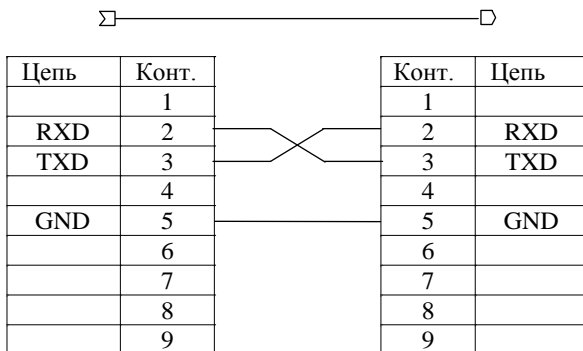 Цепь Конт. Конт. Цепь
1 1
RXD 2 2 RXD
TXD 3 3 TXD
4 4
GND 5 5 GND
6 6
7 7
8 8
9 9